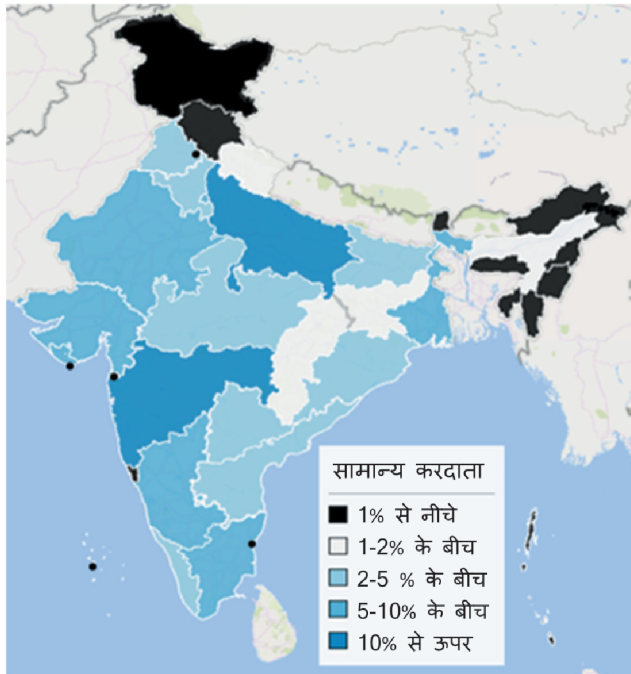 सामान्य करदाता
1% से नीचे
1-2% के बीच
2-5 % के बीच
5-10% के बीच
10% से ऊपर